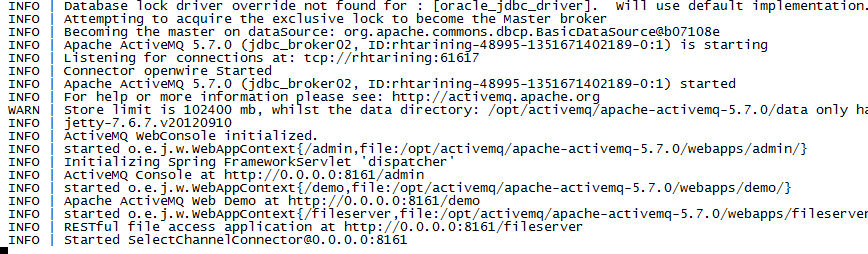 INFO | Database lock driver override not found for : [oracle_jdbc_driver].  Will use default implementation.
INFO | Attempting to acquire the exclusive lock to become the Master broker
INFO | Becoming the master on dataSource: org.apache.commons.dbcp.BasicDataSource@b07108e
INFO | Apache ActiveMQ 5.7.0 (jdbc_broker02, ID:rhtarining-48995-1351671402189-0:1) is starting
INFO | Listening for connections at: tcp://rhtarining:61617
INFO | Connector openwire Started
INFO | Apache ActiveMQ 5.7.0 (jdbc_broker02, ID:rhtarining-48995-1351671402189-0:1) started
INFO | For help or more information please see: http://activemq.apache.org
WARN | Store limit is 102400 mb, whilst the data directory: /opt/activemq/apache-activemq-5.7.0/data only ha
INFO | jetty-7.6.7.v20120910
INFO | ActiveMQ WebConsole initialized.
INFO | started o.e.j.w.WebAppContext{/admin,file:/opt/activemq/apache-activemq-5.7.0/webapps/admin/}
INFO | Initializing Spring FrameworkServlet 'dispatcher'
INFO | ActiveMQ Console at http://0.0.0.0:8161/admin
INFO | started o.e.j.w.WebAppContext{/demo,file:/opt/activemq/apache-activemq-5.7.0/webapps/demo/}
INFO | Apache ActiveMQ Web Demo at http://0.0.0.0:8161/demo
INFO | started o.e.j.w.WebAppContext{/fileserver,file:/opt/activemq/apache-activemq-5.7.0/webapps/fileserver
INFO | RESTful file access application at http://0.0.0.0:8161/fileserver
INFO | Started SelectChannelConnector@0.0.0.0:8161